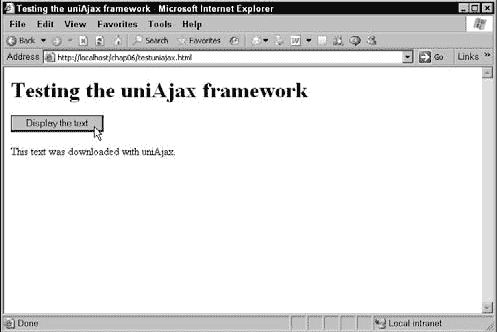 Testing the uniAjax framework - Microsoft Internet Explorer
File Edit View Favorites Tools Help
Back Search Favorites
Address http://localhost/chap06/testuniajax.html Go Links »
Testing the uniAjax framework
Display the text
This text was downloaded with uniAjax.
Done Local intranet